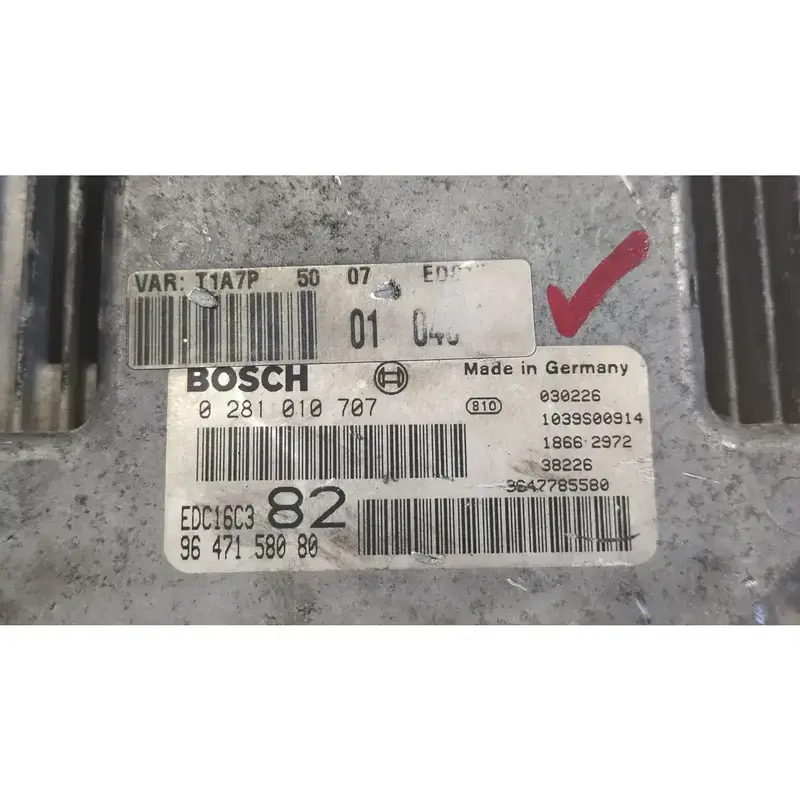 VAR: T1A7P 50 07
01
BOSCH
Made in Germany
0 281 010 707
810
030226
1039S00914
1866 2972
38226
3647785580
EDC16C3 82
96 471 580 80